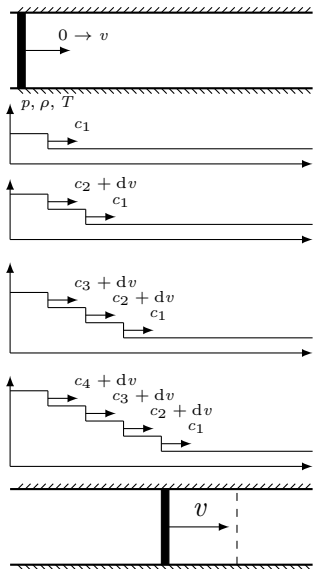 0 → v
p, ρ, T
c₁
c₂ + dv
c₁
c₃ + dv
c₂ + dv
c₁
c₄ + dv
c₃ + dv
c₂ + dv
c₁
v